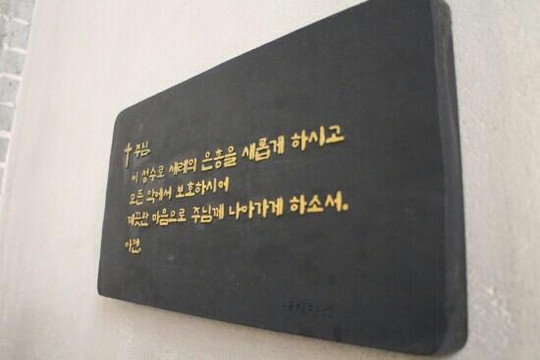 † 주님
이 성수로 세례의 은총을 새롭게 하시고
모든 악에서 보호하시어
깨끗한 마음으로 주님께 나아가게 하소서.
아멘.